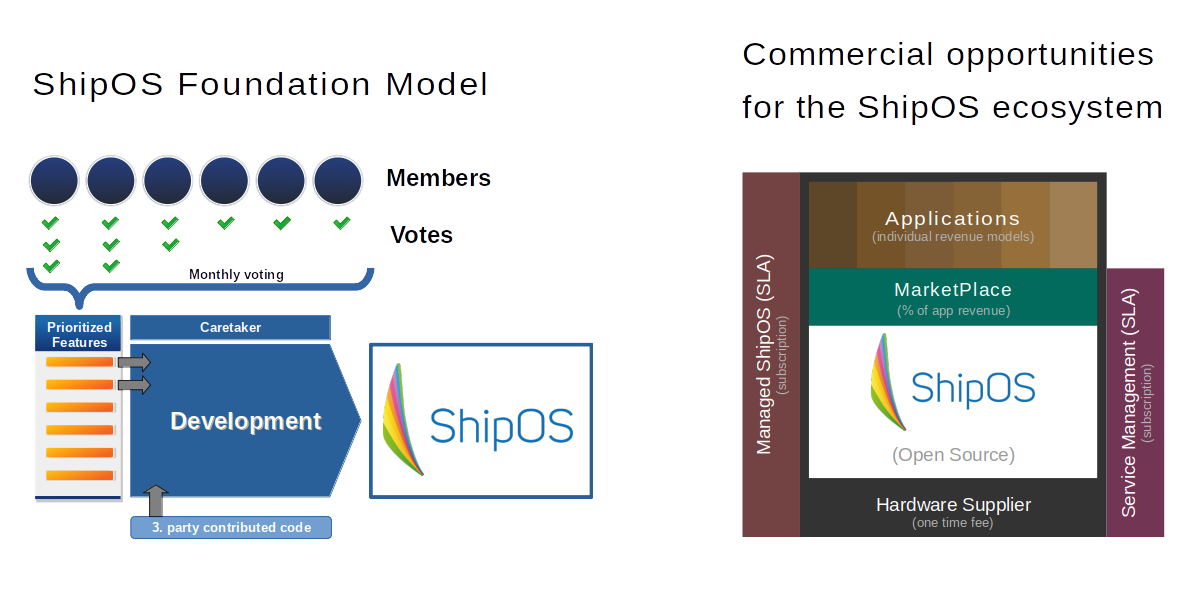 ShipOS Foundation Model
Members
Votes
Monthly voting
Prioritized
Features
Caretaker
Development
ShipOS
3. party contributed code
Commercial opportunities
for the ShipOS ecosystem
Managed ShipOS (SLA)
(subscription)
Applications
(individual revenue models)
MarketPlace
(% of app revenue)
ShipOS
(Open Source)
Hardware Supplier
(one time fee)
Service Management (SLA)
(subscription)